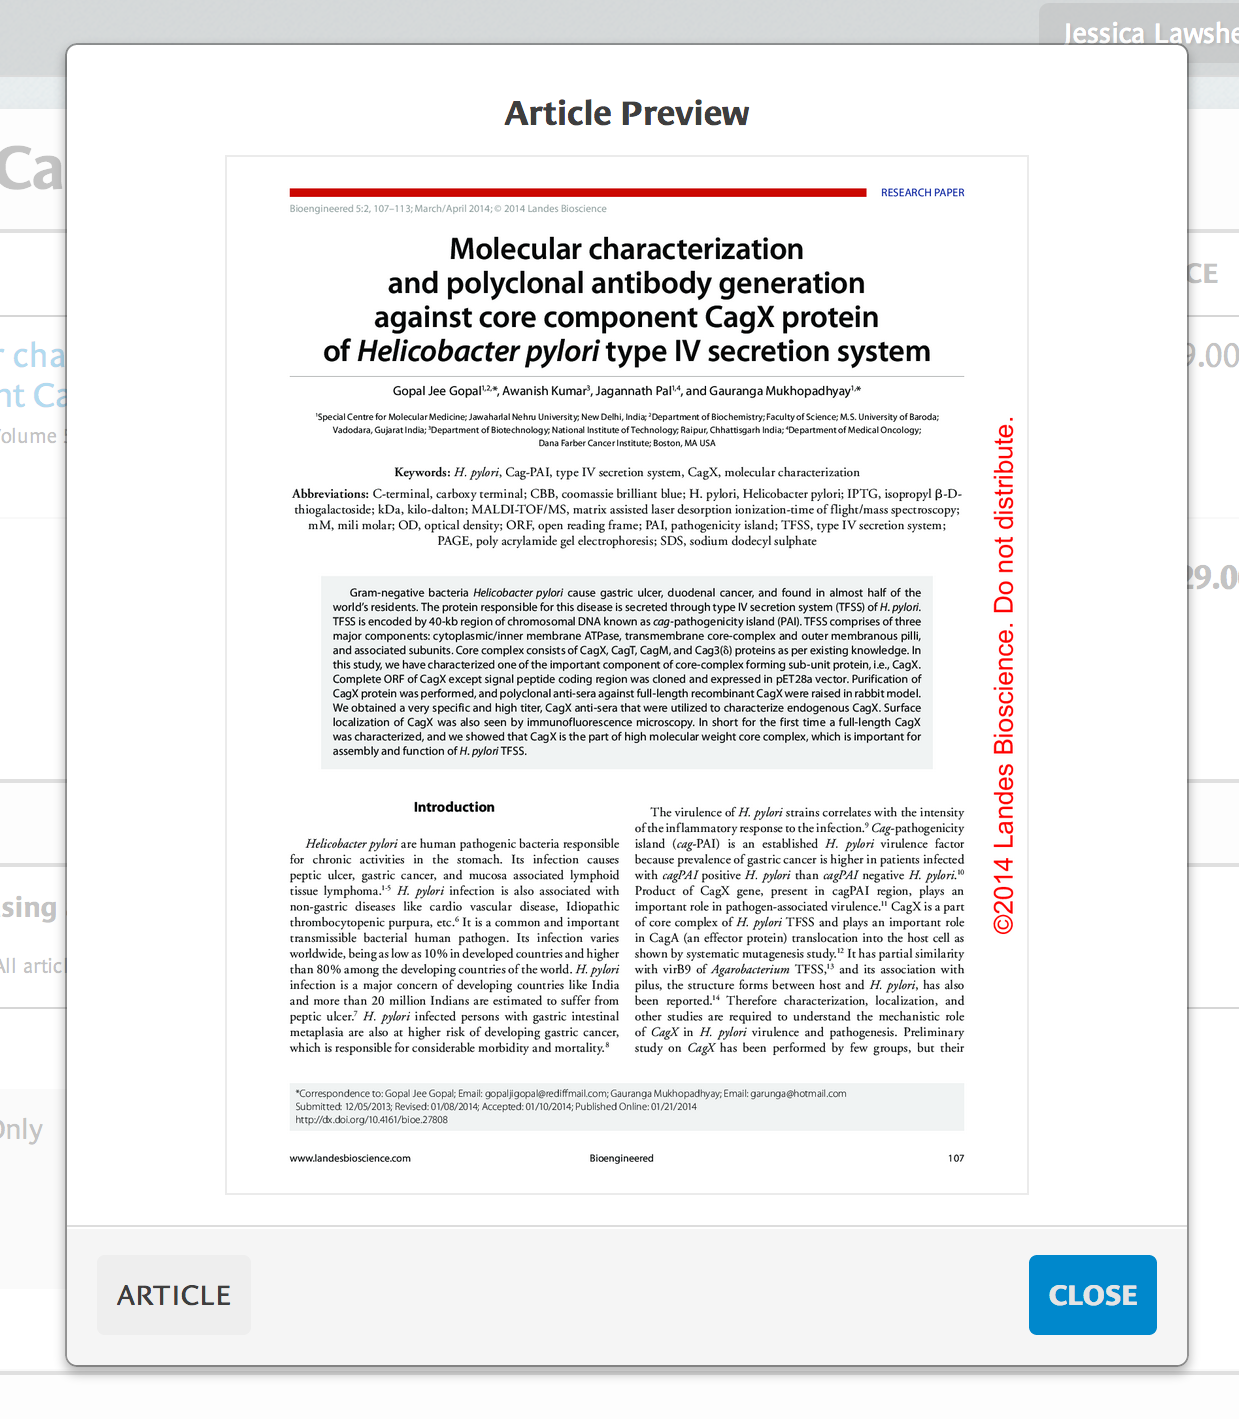 Jessica Lawshe
Ca
CE
r cha
nt Ca
olume 5
9.00
29.0
sing
All artic
Only
Article Preview
RESEARCH PAPER
Bioengineered 5:2, 107–113; March/April 2014; © 2014 Landes Bioscience
Molecular characterization
and polyclonal antibody generation
against core component CagX protein
of Helicobacter pylori type IV secretion system
Gopal Jee Gopal1,2,*, Awanish Kumar3, Jagannath Pal1,4, and Gauranga Mukhopadhyay1,*
1Special Centre for Molecular Medicine; Jawaharlal Nehru University; New Delhi, India; 2Department of Biochemistry; Faculty of Science; M.S. University of Baroda;
Vadodara, Gujarat India; 3Department of Biotechnology; National Institute of Technology; Raipur, Chhattisgarh India; 4Department of Medical Oncology;
Dana Farber Cancer Institute; Boston, MA USA
Keywords: H. pylori, Cag-PAI, type IV secretion system, CagX, molecular characterization
Abbreviations: C-terminal, carboxy terminal; CBB, coomassie brilliant blue; H. pylori, Helicobacter pylori; IPTG, isopropyl β-D-
thiogalactoside; kDa, kilo-dalton; MALDI-TOF/MS, matrix assisted laser desorption ionization-time of flight/mass spectroscopy;
mM, mili molar; OD, optical density; ORF, open reading frame; PAI, pathogenicity island; TFSS, type IV secretion system;
PAGE, poly acrylamide gel electrophoresis; SDS, sodium dodecyl sulphate
Gram-negative bacteria Helicobacter pylori cause gastric ulcer, duodenal cancer, and found in almost half of the
world's residents. The protein responsible for this disease is secreted through type IV secretion system (TFSS) of H. pylori.
TFSS is encoded by 40-kb region of chromosomal DNA known as cag-pathogenicity island (PAI). TFSS comprises of three
major components: cytoplasmic/inner membrane ATPase, transmembrane core-complex and outer membranous pilli,
and associated subunits. Core complex consists of CagX, CagT, CagM, and Cag3(δ) proteins as per existing knowledge. In
this study, we have characterized one of the important component of core-complex forming sub-unit protein, i.e., CagX.
Complete ORF of CagX except signal peptide coding region was cloned and expressed in pET28a vector. Purification of
CagX protein was performed, and polyclonal anti-sera against full-length recombinant CagX were raised in rabbit model.
We obtained a very specific and high titer, CagX anti-sera that were utilized to characterize endogenous CagX. Surface
localization of CagX was also seen by immunofluorescence microscopy. In short for the first time a full-length CagX
was characterized, and we showed that CagX is the part of high molecular weight core complex, which is important for
assembly and function of H. pylori TFSS.
Introduction
Helicobacter pylori are human pathogenic bacteria responsible
for chronic activities in the stomach. Its infection causes
peptic ulcer, gastric cancer, and mucosa associated lymphoid
tissue lymphoma.1-5 H. pylori infection is also associated with
non-gastric diseases like cardio vascular disease, Idiopathic
thrombocytopenic purpura, etc.6 It is a common and important
transmissible bacterial human pathogen. Its infection varies
worldwide, being as low as 10% in developed countries and higher
than 80% among the developing countries of the world. H. pylori
infection is a major concern of developing countries like India
and more than 20 million Indians are estimated to suffer from
peptic ulcer.7 H. pylori infected persons with gastric intestinal
metaplasia are also at higher risk of developing gastric cancer,
which is responsible for considerable morbidity and mortality.8
The virulence of H. pylori strains correlates with the intensity
of the inflammatory response to the infection.9 Cag-pathogenicity
island (cag-PAI) is an established H. pylori virulence factor
because prevalence of gastric cancer is higher in patients infected
with cagPAI positive H. pylori than cagPAI negative H. pylori.10
Product of CagX gene, present in cagPAI region, plays an
important role in pathogen-associated virulence.11 CagX is a part
of core complex of H. pylori TFSS and plays an important role
in CagA (an effector protein) translocation into the host cell as
shown by systematic mutagenesis study.12 It has partial similarity
with virB9 of Agarobacterium TFSS,13 and its association with
pilus, the structure forms between host and H. pylori, has also
been reported.14 Therefore characterization, localization, and
other studies are required to understand the mechanistic role
of CagX in H. pylori virulence and pathogenesis. Preliminary
study on CagX has been performed by few groups, but their
©2014 Landes Bioscience. Do not distribute.
*Correspondence to: Gopal Jee Gopal; Email: gopaljigopal@rediffmail.com; Gauranga Mukhopadhyay; Email: garunga@hotmail.com
Submitted: 12/05/2013; Revised: 01/08/2014; Accepted: 01/10/2014; Published Online: 01/21/2014
http://dx.doi.org/10.4161/bioe.27808
www.landesbioscience.com
Bioengineered
107
ARTICLE
CLOSE